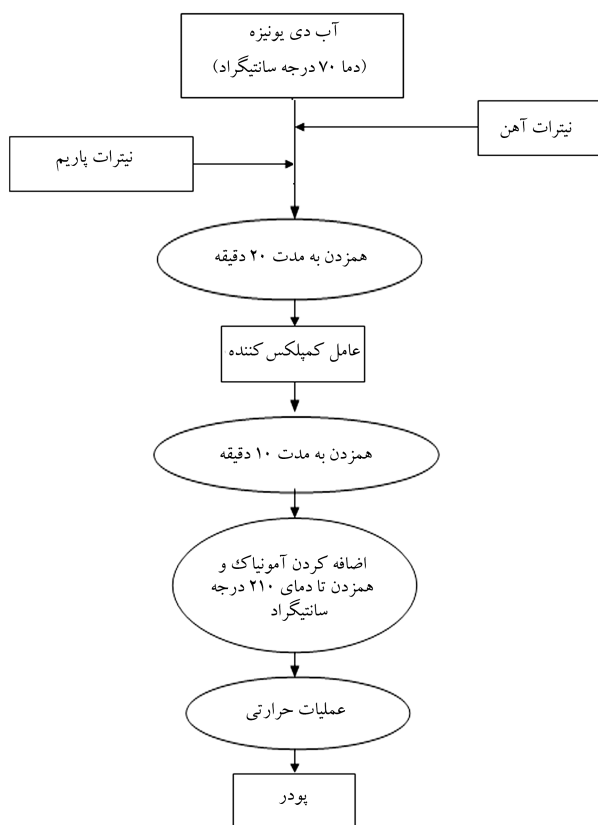 آب دی یونیزه
(دما ۷۰ درجه سانتیگراد)
نیترات آهن
نیترات پاریم
همزدن به مدت ۲۰ دقیقه
عامل کمپلکس کننده
همزدن به مدت ۱۰ دقیقه
اضافه کردن آمونیاک و
همزدن تا دمای ۲۱۰ درجه
سانتیگراد
عملیات حرارتی
پودر